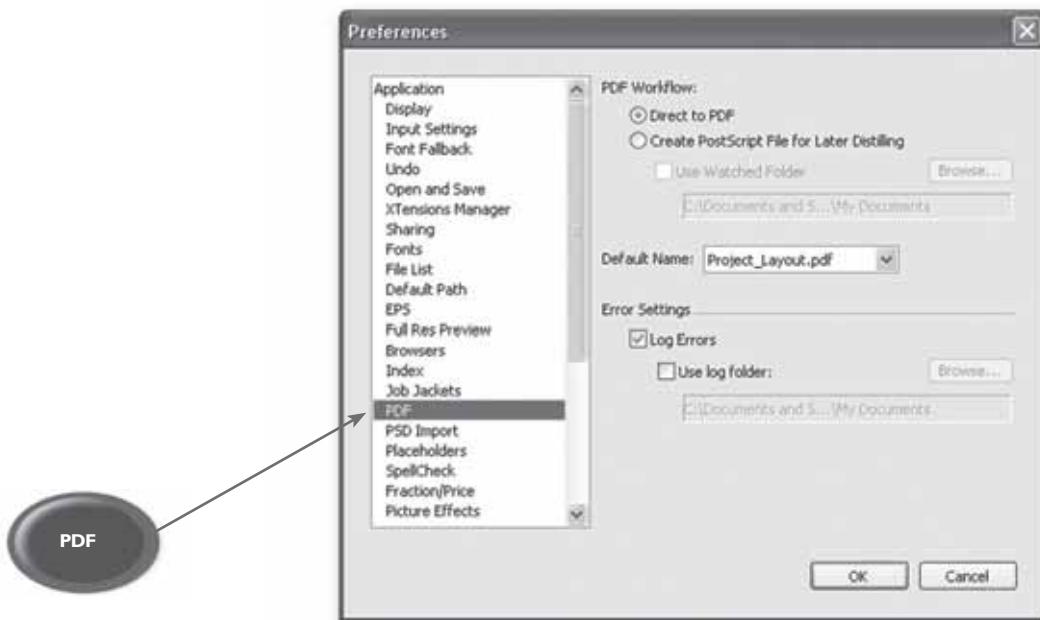 Preferences
Application
Display
Input Settings
Font Fallback
Undo
Open and Save
XTensions Manager
Sharing
Fonts
File List
Default Path
EPS
Full Res Preview
Browsers
Index
Job Jackets
PDF
PSD Import
Placeholders
SpellCheck
Fraction/Price
Picture Effects
PDF Workflow:
Direct to PDF
Create PostScript File for Later Distilling
Use Watched Folder
Browse...
C:\Documents and S...\My Documents
Default Name: Project_Layout.pdf
Error Settings
Log Errors
Use log folder:
Browse...
C:\Documents and S...\My Documents
OK
Cancel
PDF